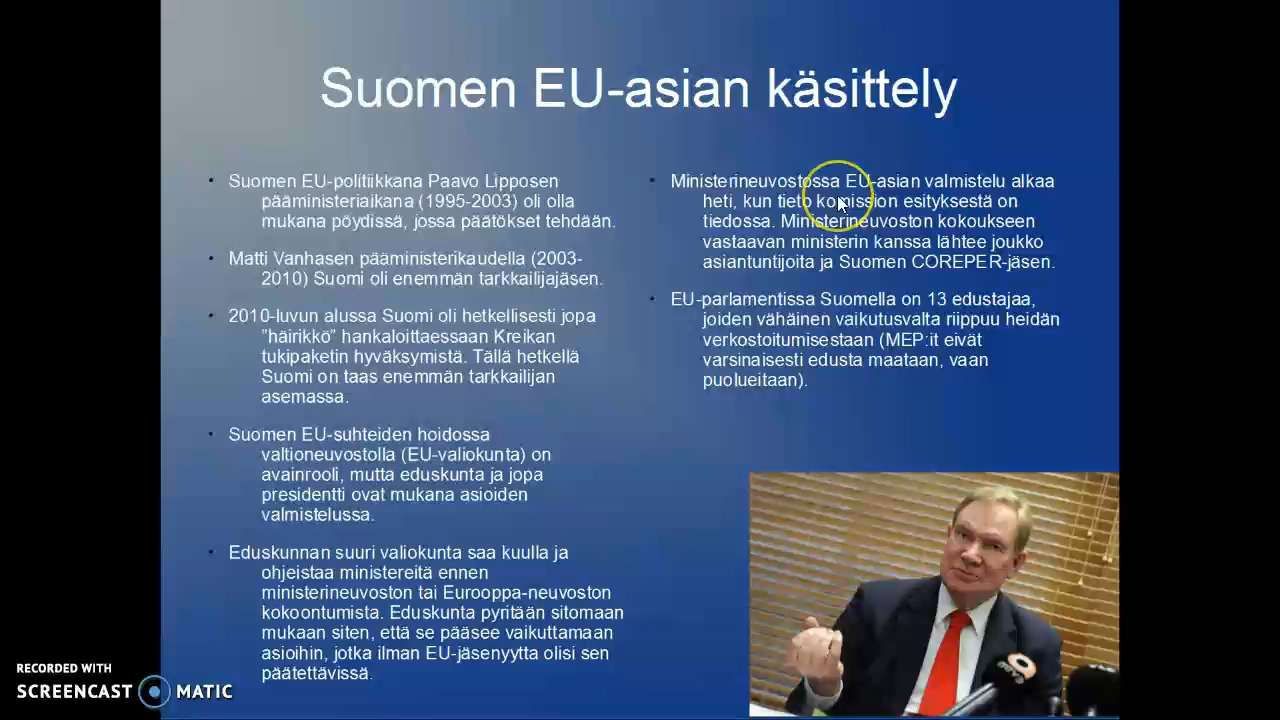 Suomen EU-asian käsittely
Suomen EU-politiikkana Paavo Lipposen
pääministeriaikana (1995-2003) oli olla
mukana pöydissä, jossa päätökset tehdään.
Matti Vanhasen pääministerikaudella (2003-
2010) Suomi oli enemmän tarkkailijajäsen.
2010-luvun alussa Suomi oli hetkellisesti jopa
”häirikkö” hankaloittaessaan Kreikan
tukipaketin hyväksymistä. Tällä hetkellä
Suomi on taas enemmän tarkkailijan
asemassa.
Suomen EU-suhteiden hoidossa
valtioneuvostolla (EU-valiokunta) on
avainrooli, mutta eduskunta ja jopa
presidentti ovat mukana asioiden
valmistelussa.
Eduskunnan suuri valiokunta saa kuulla ja
ohjeistaa ministereitä ennen
ministerineuvoston tai Eurooppa-neuvoston
kokoontumista. Eduskunta pyritään sitomaan
mukaan siten, että se pääsee vaikuttamaan
asioihin, jotka ilman EU-jäsenyytta olisi sen
päätettävissä.
Ministerineuvostossa EU-asian valmistelu alkaa
heti, kun tieto komission esityksestä on
tiedossa. Ministerineuvoston kokoukseen
vastaavan ministerin kanssa lähtee joukko
asiantuntijoita ja Suomen COREPER-jäsen.
EU-parlamentissa Suomella on 13 edustajaa,
joiden vähäinen vaikutusvalta riippuu heidän
verkostoitumisestaan (MEP:it eivät
varsinaisesti edusta maataan, vaan
puolueitaan).
RECORDED WITH
SCREENCAST MATIC